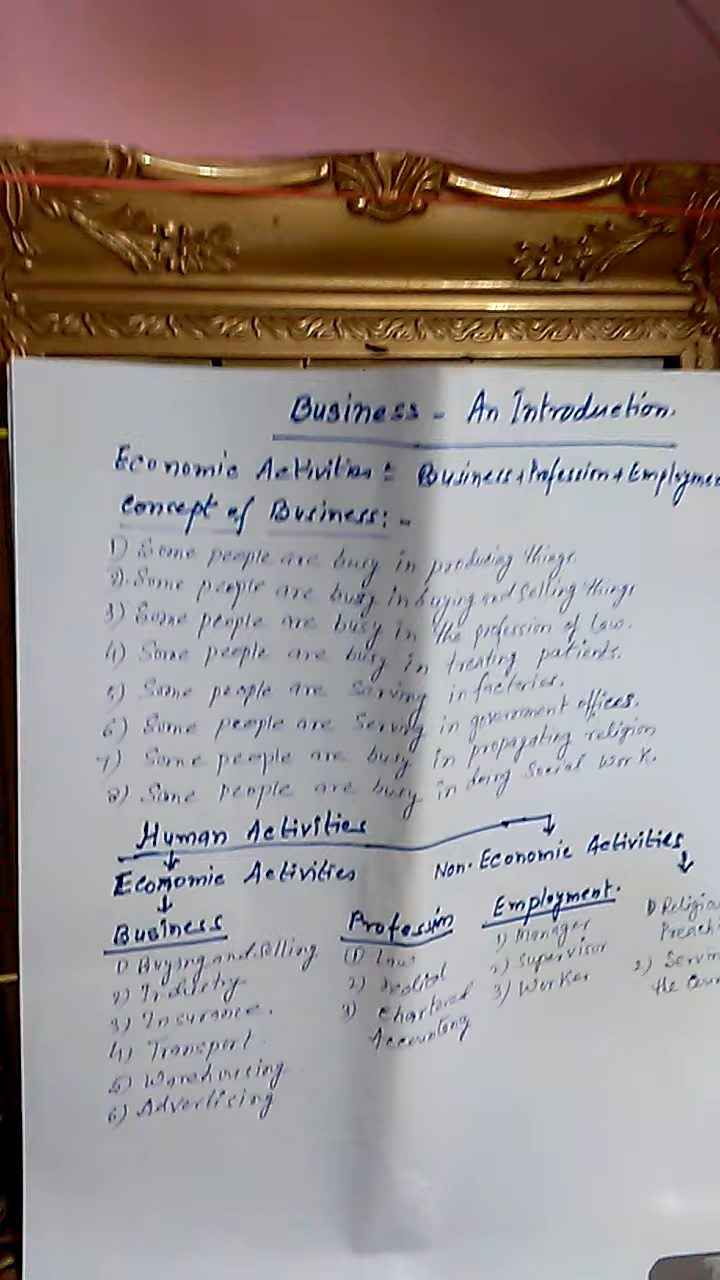 Business - An Introduction.
Economic Activities = Business + Profession + Employme
Concept of Business: -
1) Some people are busy in producing things.
2) Some people are busy in buying and selling things
3) Some people are busy in the profession of law.
4) Some people are busy in treating patients.
5) Some people are serving in factories.
6) Some people are serving in government offices.
7) Some people are busy in propagating religion
8) Some people are busy in doing social work.
Human Activities
Economic Activities
Non-Economic Activities
Business
1) Buying and selling
2) Industry
3) Insurance.
4) Transport
5) Warehousing
6) Advertising
Profession
(1) Law
2)
3) Chartered
Accounting
Employment.
1) Manager
2) Supervisor
3) Worker
1) Religiou
Preach
2) Servin
the